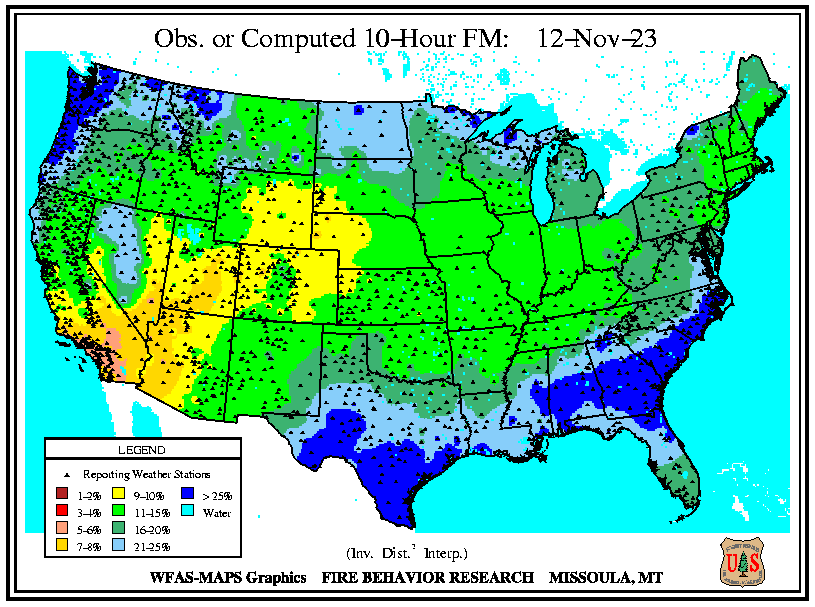 Obs. or Computed 10-Hour FM: 12-Nov-23
LEGEND
Reporting Weather Stations
1-2% 9-10% > 25%
3-4% 11-15% Water
5-6% 16-20%
7-8% 21-25%
(Inv. Dist.² Interp.)
WFAS-MAPS Graphics FIRE BEHAVIOR RESEARCH MISSOULA, MT
U S